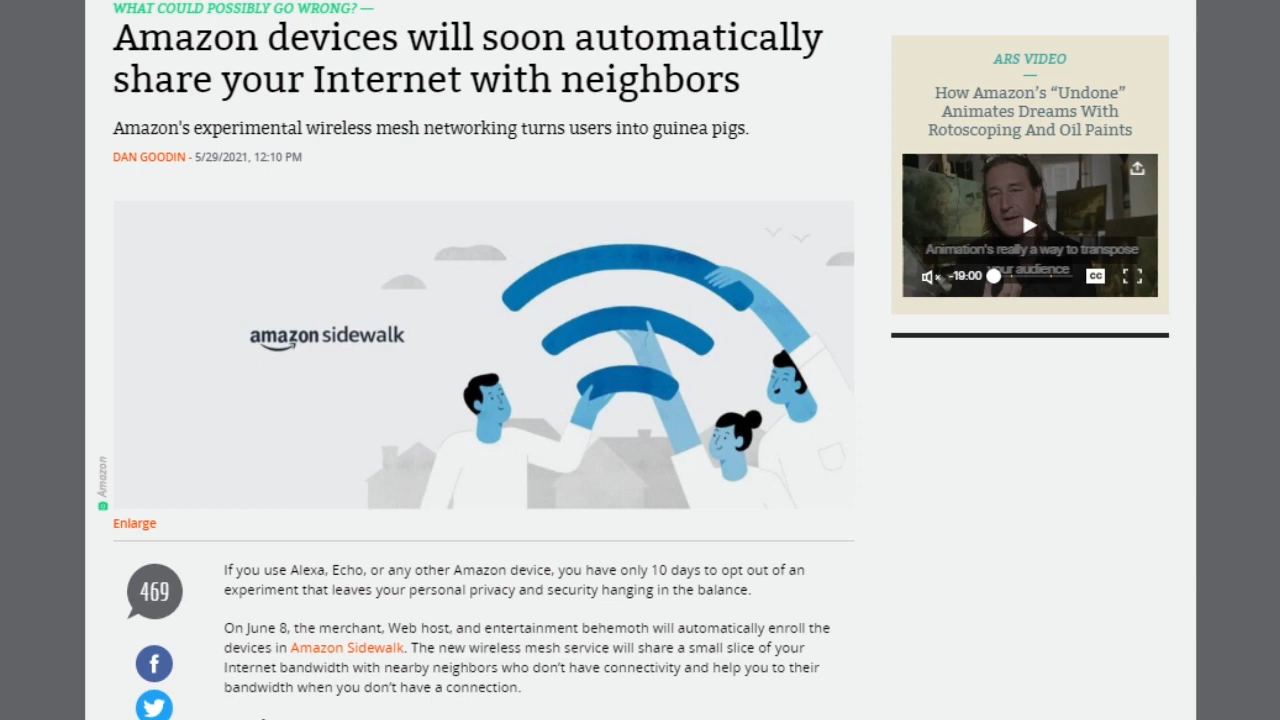 WHAT COULD POSSIBLY GO WRONG? —
Amazon devices will soon automatically
share your Internet with neighbors
Amazon's experimental wireless mesh networking turns users into guinea pigs.
DAN GOODIN - 5/29/2021, 12:10 PM
amazon sidewalk
Amazon
Enlarge
469
If you use Alexa, Echo, or any other Amazon device, you have only 10 days to opt out of an
experiment that leaves your personal privacy and security hanging in the balance.
On June 8, the merchant, Web host, and entertainment behemoth will automatically enroll the
devices in Amazon Sidewalk. The new wireless mesh service will share a small slice of your
Internet bandwidth with nearby neighbors who don't have connectivity and help you to their
bandwidth when you don't have a connection.
ARS VIDEO
—
How Amazon's “Undone”
Animates Dreams With
Rotoscoping And Oil Paints
Animation's really a way to transpose
your audience
-19:00
CC